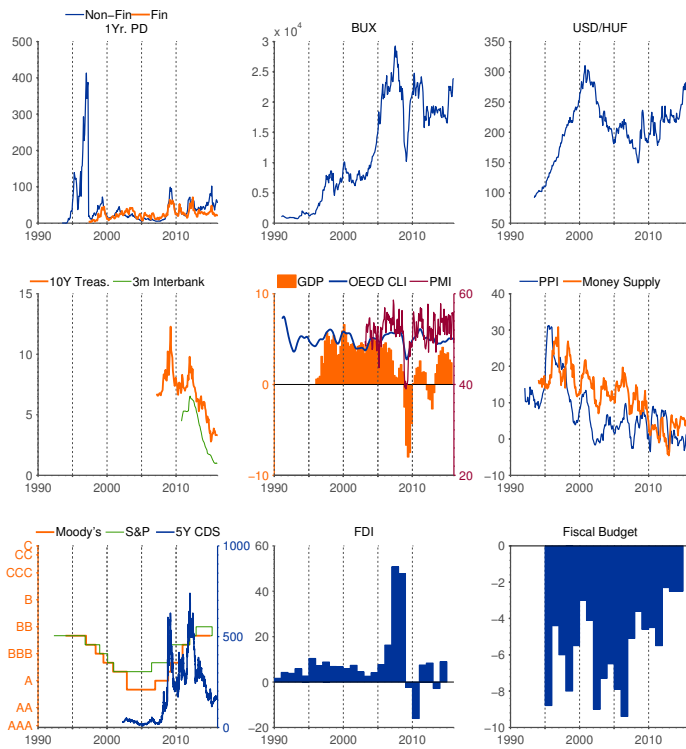 Non-Fin Fin
1Yr. PD
500
400
300
200
100
0
1990 2000 2010
x 10⁴
BUX
3
2.5
2
1.5
1
0.5
0
1990 2000 2010
USD/HUF
350
300
250
200
150
100
50
1990 2000 2010
10Y Treas. 3m Interbank
15
10
5
0
1990 2000 2010
GDP OECD CLI PMI
10 60
0 40
−10 20
1990 2000 2010
PPI Money Supply
40
30
20
10
0
−10
1990 2000 2010
Moody's S&P 5Y CDS
C 1000
CC
CCC
B
BB 500
BBB
A
AA
AAA 0
1990 2000 2010
FDI
60
40
20
0
−20
1990 2000 2010
Fiscal Budget
0
−2
−4
−6
−8
−10
1990 2000 2010